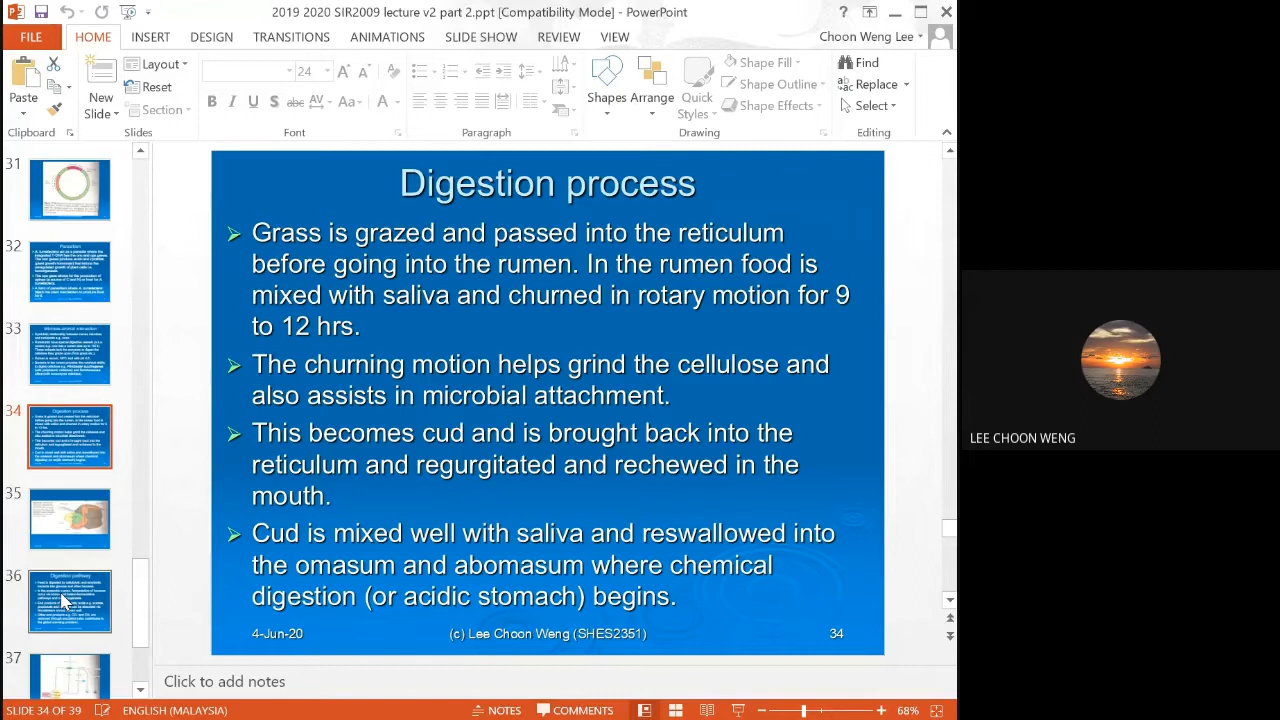 2019 2020 SIR2009 lecture v2 part 2.ppt [Compatibility Mode] - PowerPoint
FILE HOME INSERT DESIGN TRANSITIONS ANIMATIONS SLIDE SHOW REVIEW VIEW Choon Weng Lee
Paste
New Slide
Layout
Reset
Section
24
Shapes
Arrange
Quick Styles
Shape Fill
Shape Outline
Shape Effects
Find
Replace
Select
Clipboard Slides Font Paragraph Drawing Editing
31
32
Parasitism
33
34
Digestion process
35
36
Digestion pathway
37
Digestion process
Grass is grazed and passed into the reticulum
before going into the rumen. In the rumen food is
mixed with saliva and churned in rotary motion for 9
to 12 hrs.
The churning motion helps grind the cellulose and
also assists in microbial attachment.
This becomes cud and is brought back into the
reticulum and regurgitated and rechewed in the
mouth.
Cud is mixed well with saliva and reswallowed into
the omasum and abomasum where chemical
digestion (or acidic stomach) begins.
4-Jun-20 (c) Lee Choon Weng (SHES2351) 34
Click to add notes
SLIDE 34 OF 39 ENGLISH (MALAYSIA) NOTES COMMENTS 68%
LEE CHOON WENG